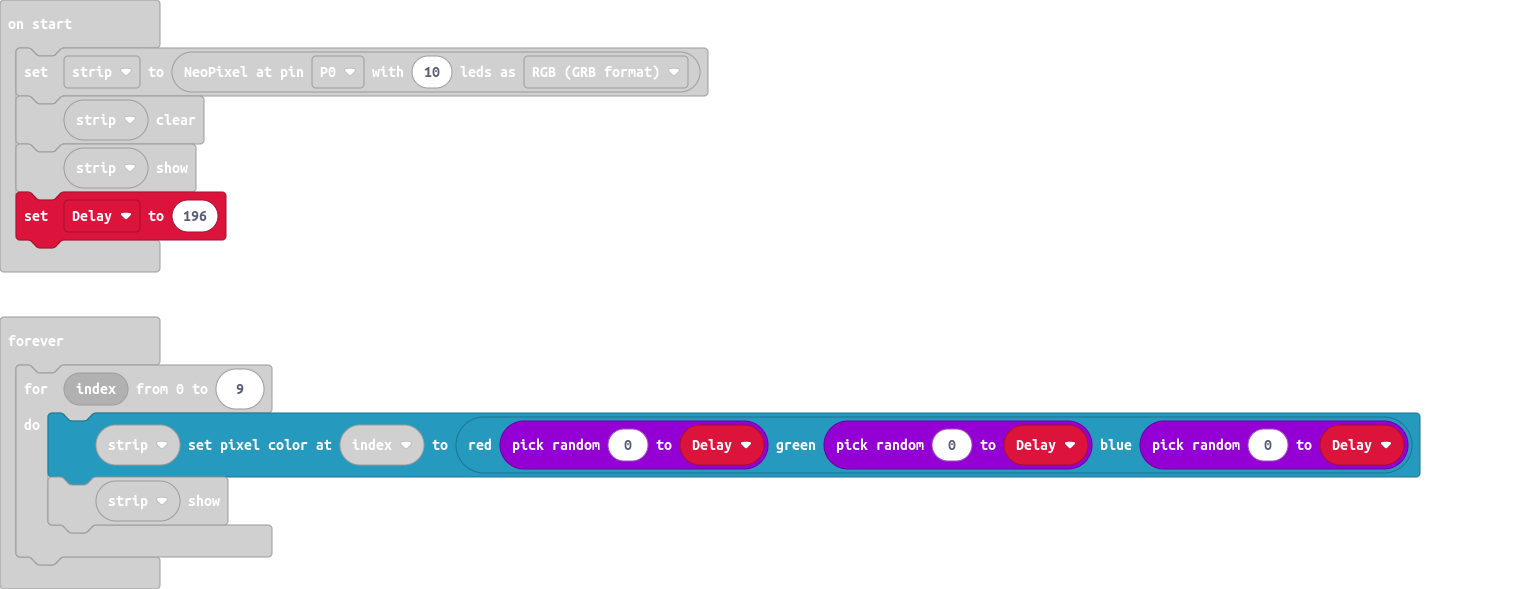 on start
set strip to NeoPixel at pin P0 with 10 leds as RGB (GRB format)
strip clear
strip show
set Delay to 196
forever
for index from 0 to 9
do
strip set pixel color at index to red pick random 0 to Delay green pick random 0 to Delay blue pick random 0 to Delay
strip show